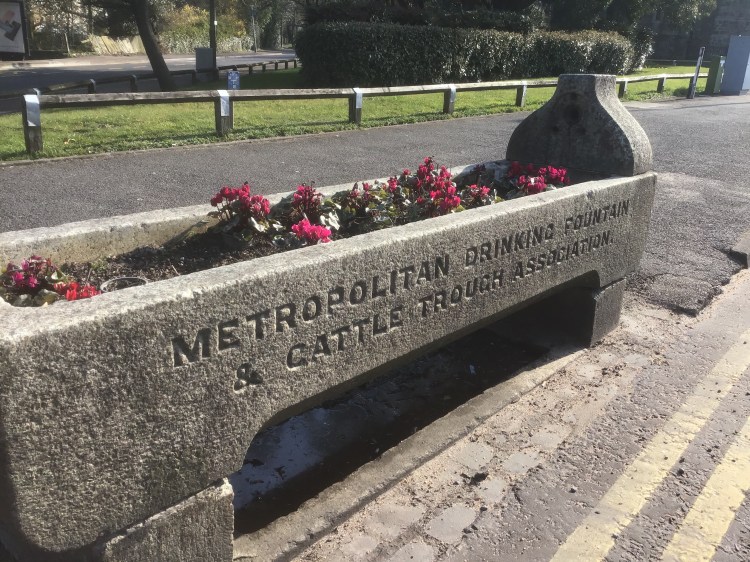 METROPOLITAN DRINKING FOUNTAIN
& CATTLE TROUGH ASSOCIATION.